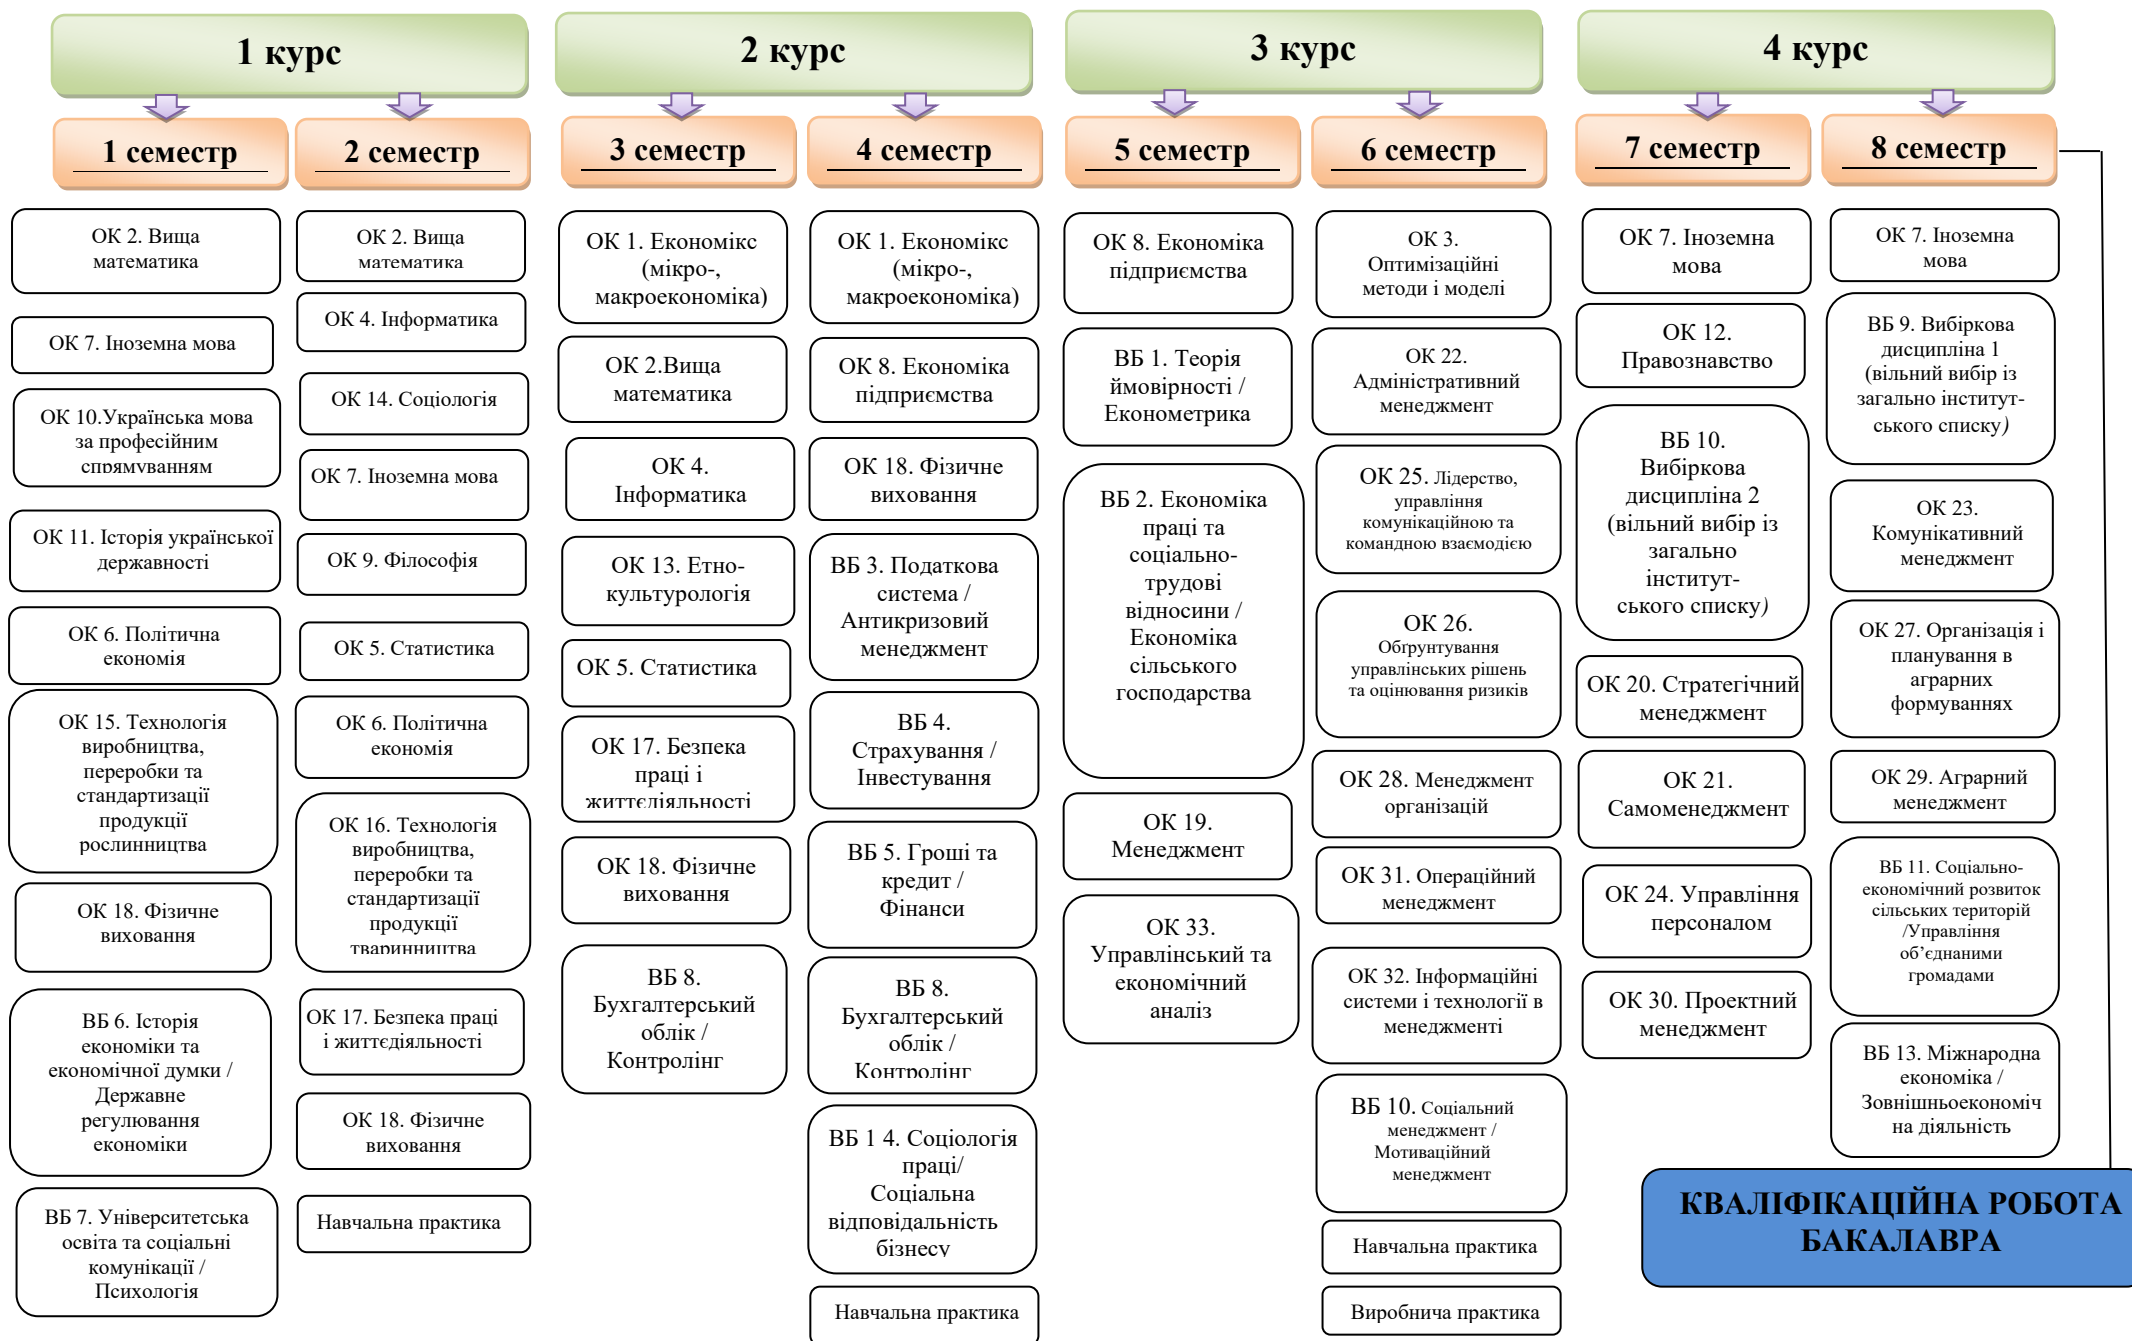 1 курс
2 курс
3 курс
4 курс
1 семестр
2 семестр
3 семестр
4 семестр
5 семестр
6 семестр
7 семестр
8 семестр
ОК 2. Вища
математика
ОК 7. Іноземна мова
ОК 10.Українська мова
за професійним
спрямуванням
ОК 11. Історія української
державності
ОК 6. Політична
економія
ОК 15. Технологія
виробництва,
переробки та
стандартизації
продукції
рослинництва
ОК 18. Фізичне
виховання
ВБ 6. Історія
економіки та
економічної думки /
Державне
регулювання
економіки
ВБ 7. Університетська
освіта та соціальні
комунікації /
Психологія
ОК 2. Вища
математика
ОК 4. Інформатика
ОК 14. Соціологія
ОК 7. Іноземна мова
ОК 9. Філософія
ОК 5. Статистика
ОК 6. Політична
економія
ОК 16. Технологія
виробництва,
переробки та
стандартизації
продукції
тваринництва
ОК 17. Безпека праці
і життєдіяльності
ОК 18. Фізичне
виховання
Навчальна практика
ОК 1. Економікс
(мікро-,
макроекономіка)
ОК 2.Вища
математика
ОК 4.
Інформатика
ОК 13. Етно-
культурологія
ОК 5. Статистика
ОК 17. Безпека
праці і
життєдіяльності
ОК 18. Фізичне
виховання
ВБ 8.
Бухгалтерський
облік /
Контролінг
ОК 1. Економікс
(мікро-,
макроекономіка)
ОК 8. Економіка
підприємства
ОК 18. Фізичне
виховання
ВБ 3. Податкова
система /
Антикризовий
менеджмент
ВБ 4.
Страхування /
Інвестування
ВБ 5. Гроші та
кредит /
Фінанси
ВБ 8.
Бухгалтерський
облік /
Контролінг
ВБ 1 4. Соціологія
праці/
Соціальна
відповідальність
бізнесу
Навчальна практика
ОК 8. Економіка
підприємства
ВБ 1. Теорія
ймовірності /
Економетрика
ВБ 2. Економіка
праці та
соціально-
трудові
відносини /
Економіка
сільського
господарства
ОК 19.
Менеджмент
ОК 33.
Управлінський та
економічний
аналіз
ОК 3.
Оптимізаційні
методи і моделі
ОК 22.
Адміністративний
менеджмент
ОК 25. Лідерство,
управління
комунікаційною та
командною взаємодією
ОК 26.
Обґрунтування
управлінських рішень
та оцінювання ризиків
ОК 28. Менеджмент
організацій
ОК 31. Операційний
менеджмент
ОК 32. Інформаційні
системи і технології в
менеджменті
ВБ 10. Соціальний
менеджмент /
Мотиваційний
менеджмент
Навчальна практика
Виробнича практика
ОК 7. Іноземна
мова
ОК 12.
Правознавство
ВБ 10.
Вибіркова
дисципліна 2
(вільний вибір із
загально
інститут-
ського списку)
ОК 20. Стратегічний
менеджмент
ОК 21.
Самоменеджмент
ОК 24. Управління
персоналом
ОК 30. Проектний
менеджмент
ОК 7. Іноземна
мова
ВБ 9. Вибіркова
дисципліна 1
(вільний вибір із
загально інститут-
ського списку)
ОК 23.
Комунікативний
менеджмент
ОК 27. Організація і
планування в
аграрних
формуваннях
ОК 29. Аграрний
менеджмент
ВБ 11. Соціально-
економічний розвиток
сільських територій
/Управління
об’єднаними
громадами
ВБ 13. Міжнародна
економіка /
Зовнішньоекономіч
на діяльність
КВАЛІФІКАЦІЙНА РОБОТА
БАКАЛАВРА